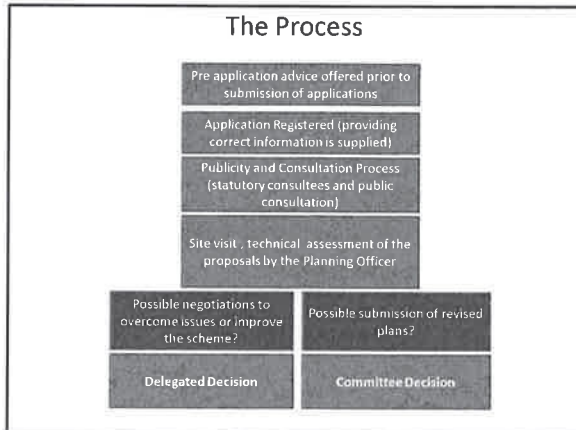 The Process
Pre application advice offered prior to
submission of applications
Application Registered (providing
correct information is supplied)
Publicity and Consultation Process
(statutory consultees and public
consultation)
Site visit , technical assessment of the
proposals by the Planning Officer
Possible negotiations to
overcome issues or improve
the scheme?
Possible submission of revised
plans?
Delegated Decision
Committee Decision